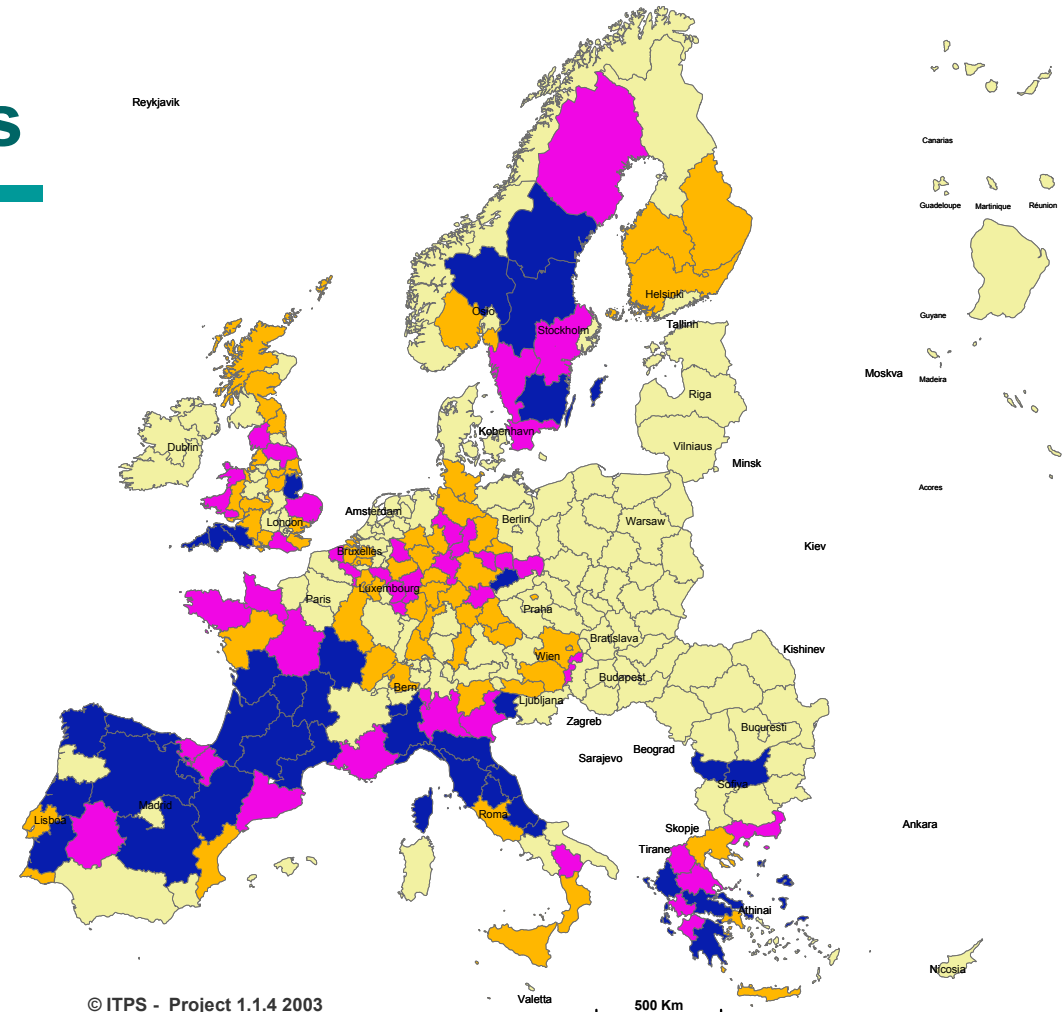 s
Reykjavik
Canarias
Guadeloupe
Martinique
Réunion
Helsinki
Oslo
Guyane
Tallinn
Stockholm
Moskva
Madeira
Riga
Kobenhavn
Dublin
Vilniaus
Minsk
Acores
Amsterdam
Berlin
Warsaw
London
Kiev
Bruxelles
Luxembourg
Paris
Praha
Bratislava
Kishinev
Wien
Budapest
Bern
Ljubljana
Zagreb
Bucuresti
Beograd
Sarajevo
Sofiya
Madrid
Roma
Lisboa
Skopje
Ankara
Tirane
Athinai
Nicosia
Valetta
© ITPS - Project 1.1.4 2003
500 Km